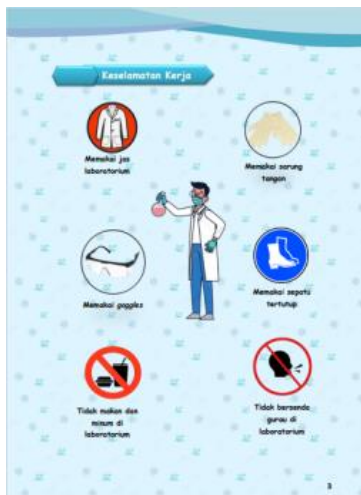 Keselamatan Kerja
Memakai jas
laboratorium
Memakai sarung
tangan
Memakai goggles
Memakai sepatu
tertutup
Tidak makan dan
minum di
laboratorium
Tidak bersenda
gurau di
laboratorium
3